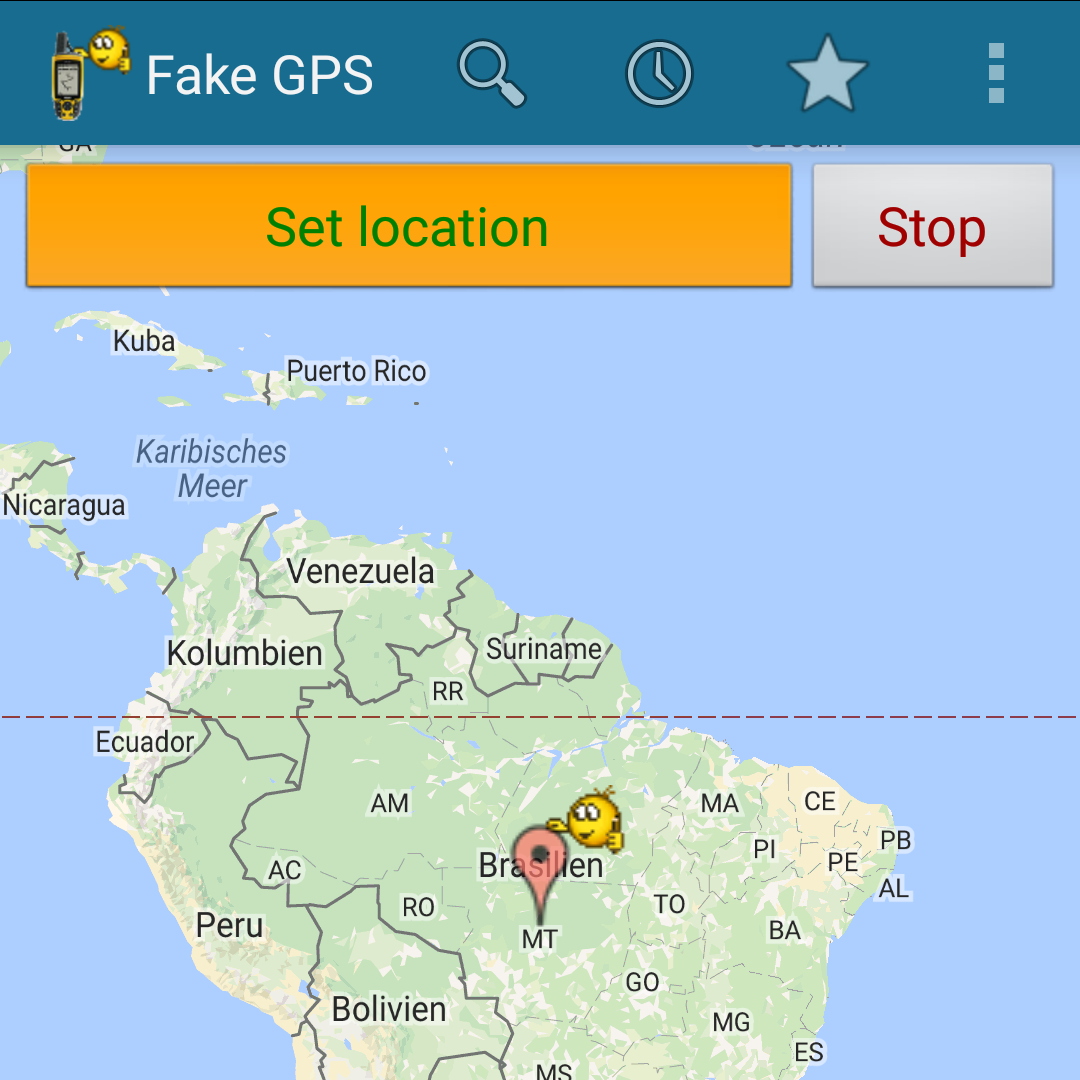 Fake GPS
GA
Set location
Stop
Kuba
Puerto Rico
Karibisches
Meer
Nicaragua
Venezuela
Kolumbien
Suriname
RR
Ecuador
AM
MA
CE
PB
PI
PE
Brasilien
AC
AL
RO
TO
Peru
MT
BA
GO
Bolivien
MG
ES
MS